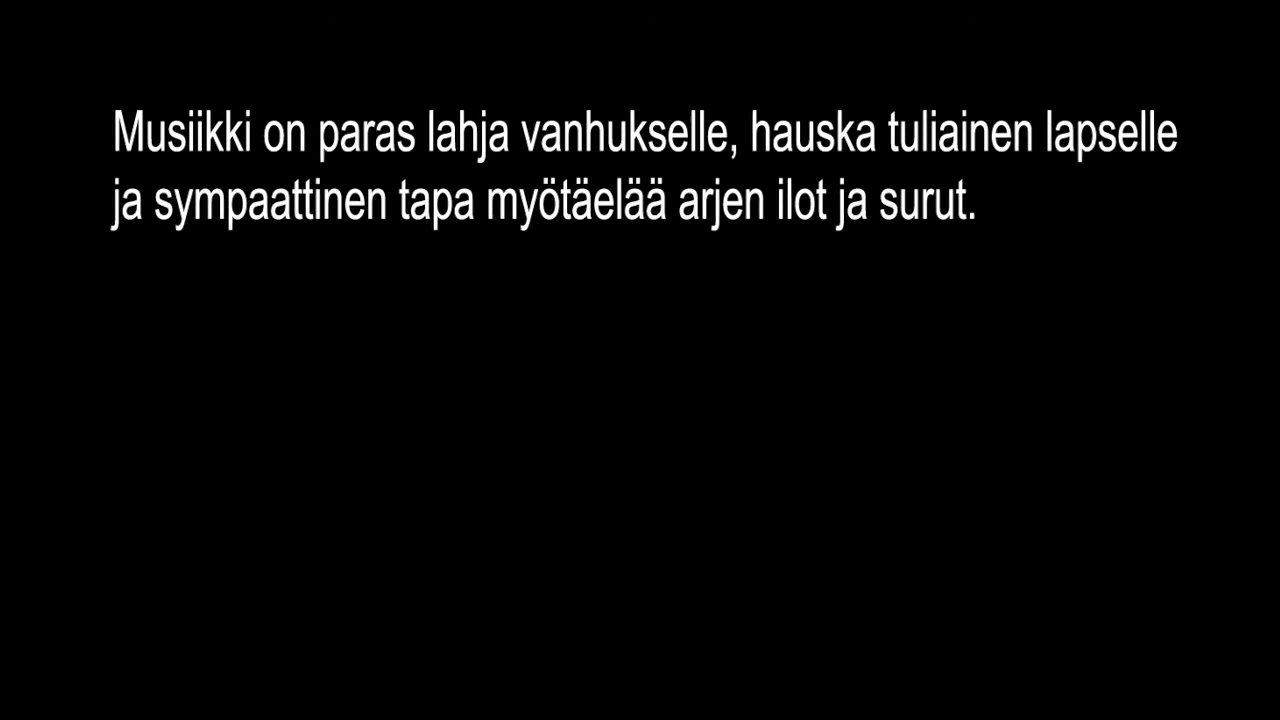 Musiikki on paras lahja vanhukselle, hauska tuliainen lapselle
ja sympaattinen tapa myötäelää arjen ilot ja surut.